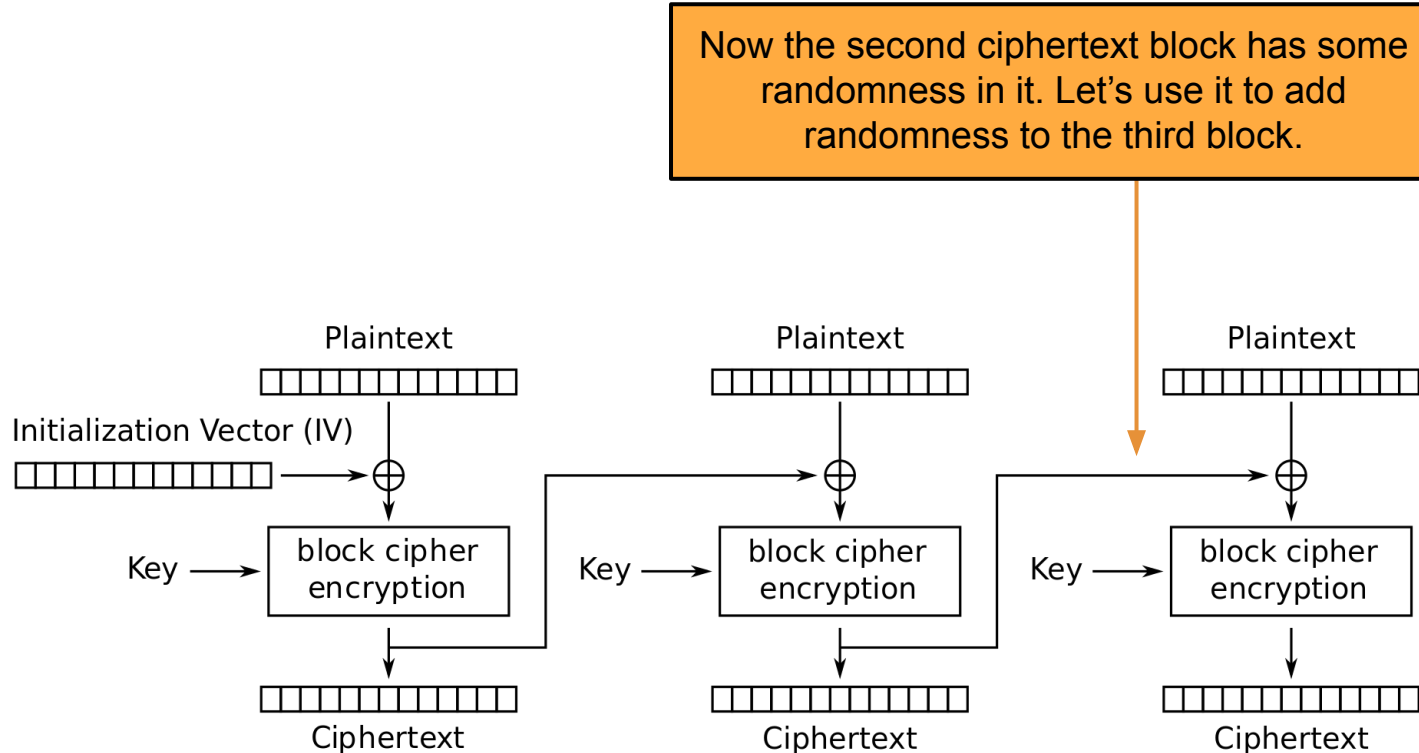 Now the second ciphertext block has some
randomness in it. Let’s use it to add
randomness to the third block.
Plaintext
Plaintext
Plaintext
Initialization Vector (IV)
Key
block cipher
encryption
Key
block cipher
encryption
Key
block cipher
encryption
Ciphertext
Ciphertext
Ciphertext